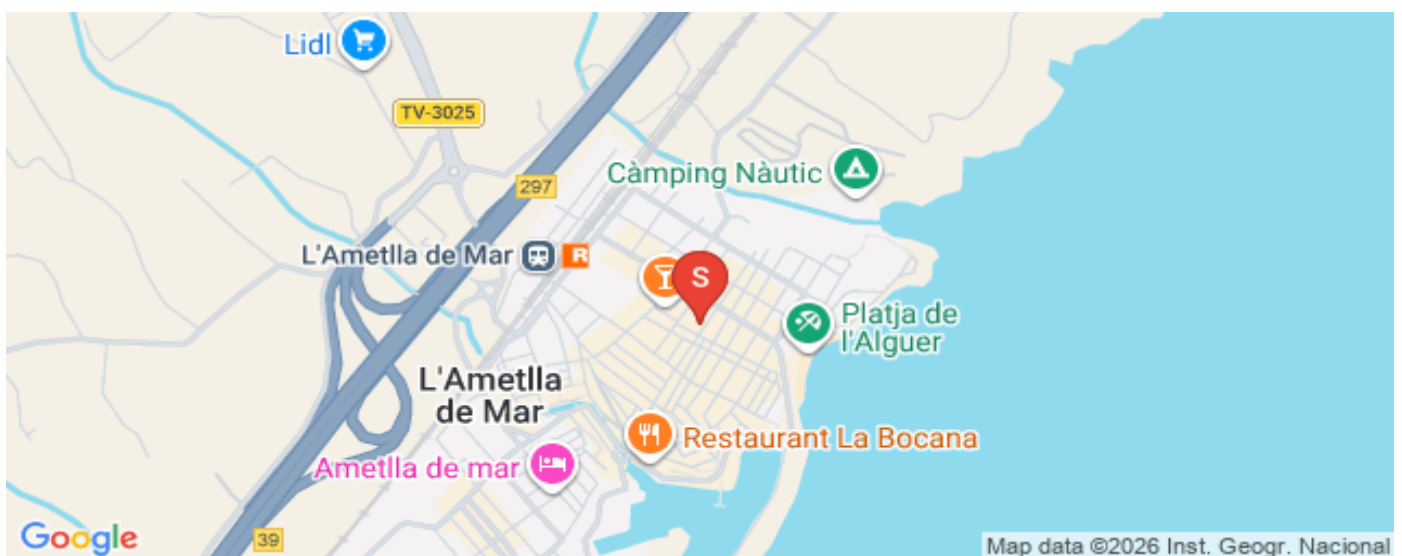 Lidl
TV-3025
297
Càmping Nàutic
L'Ametlla de Mar
R
S
Platja de
l'Alguer
L'Ametlla
de Mar
Restaurant La Bocana
Ametlla de mar
39
Google
Map data ©2026 Inst. Geogr. Nacional